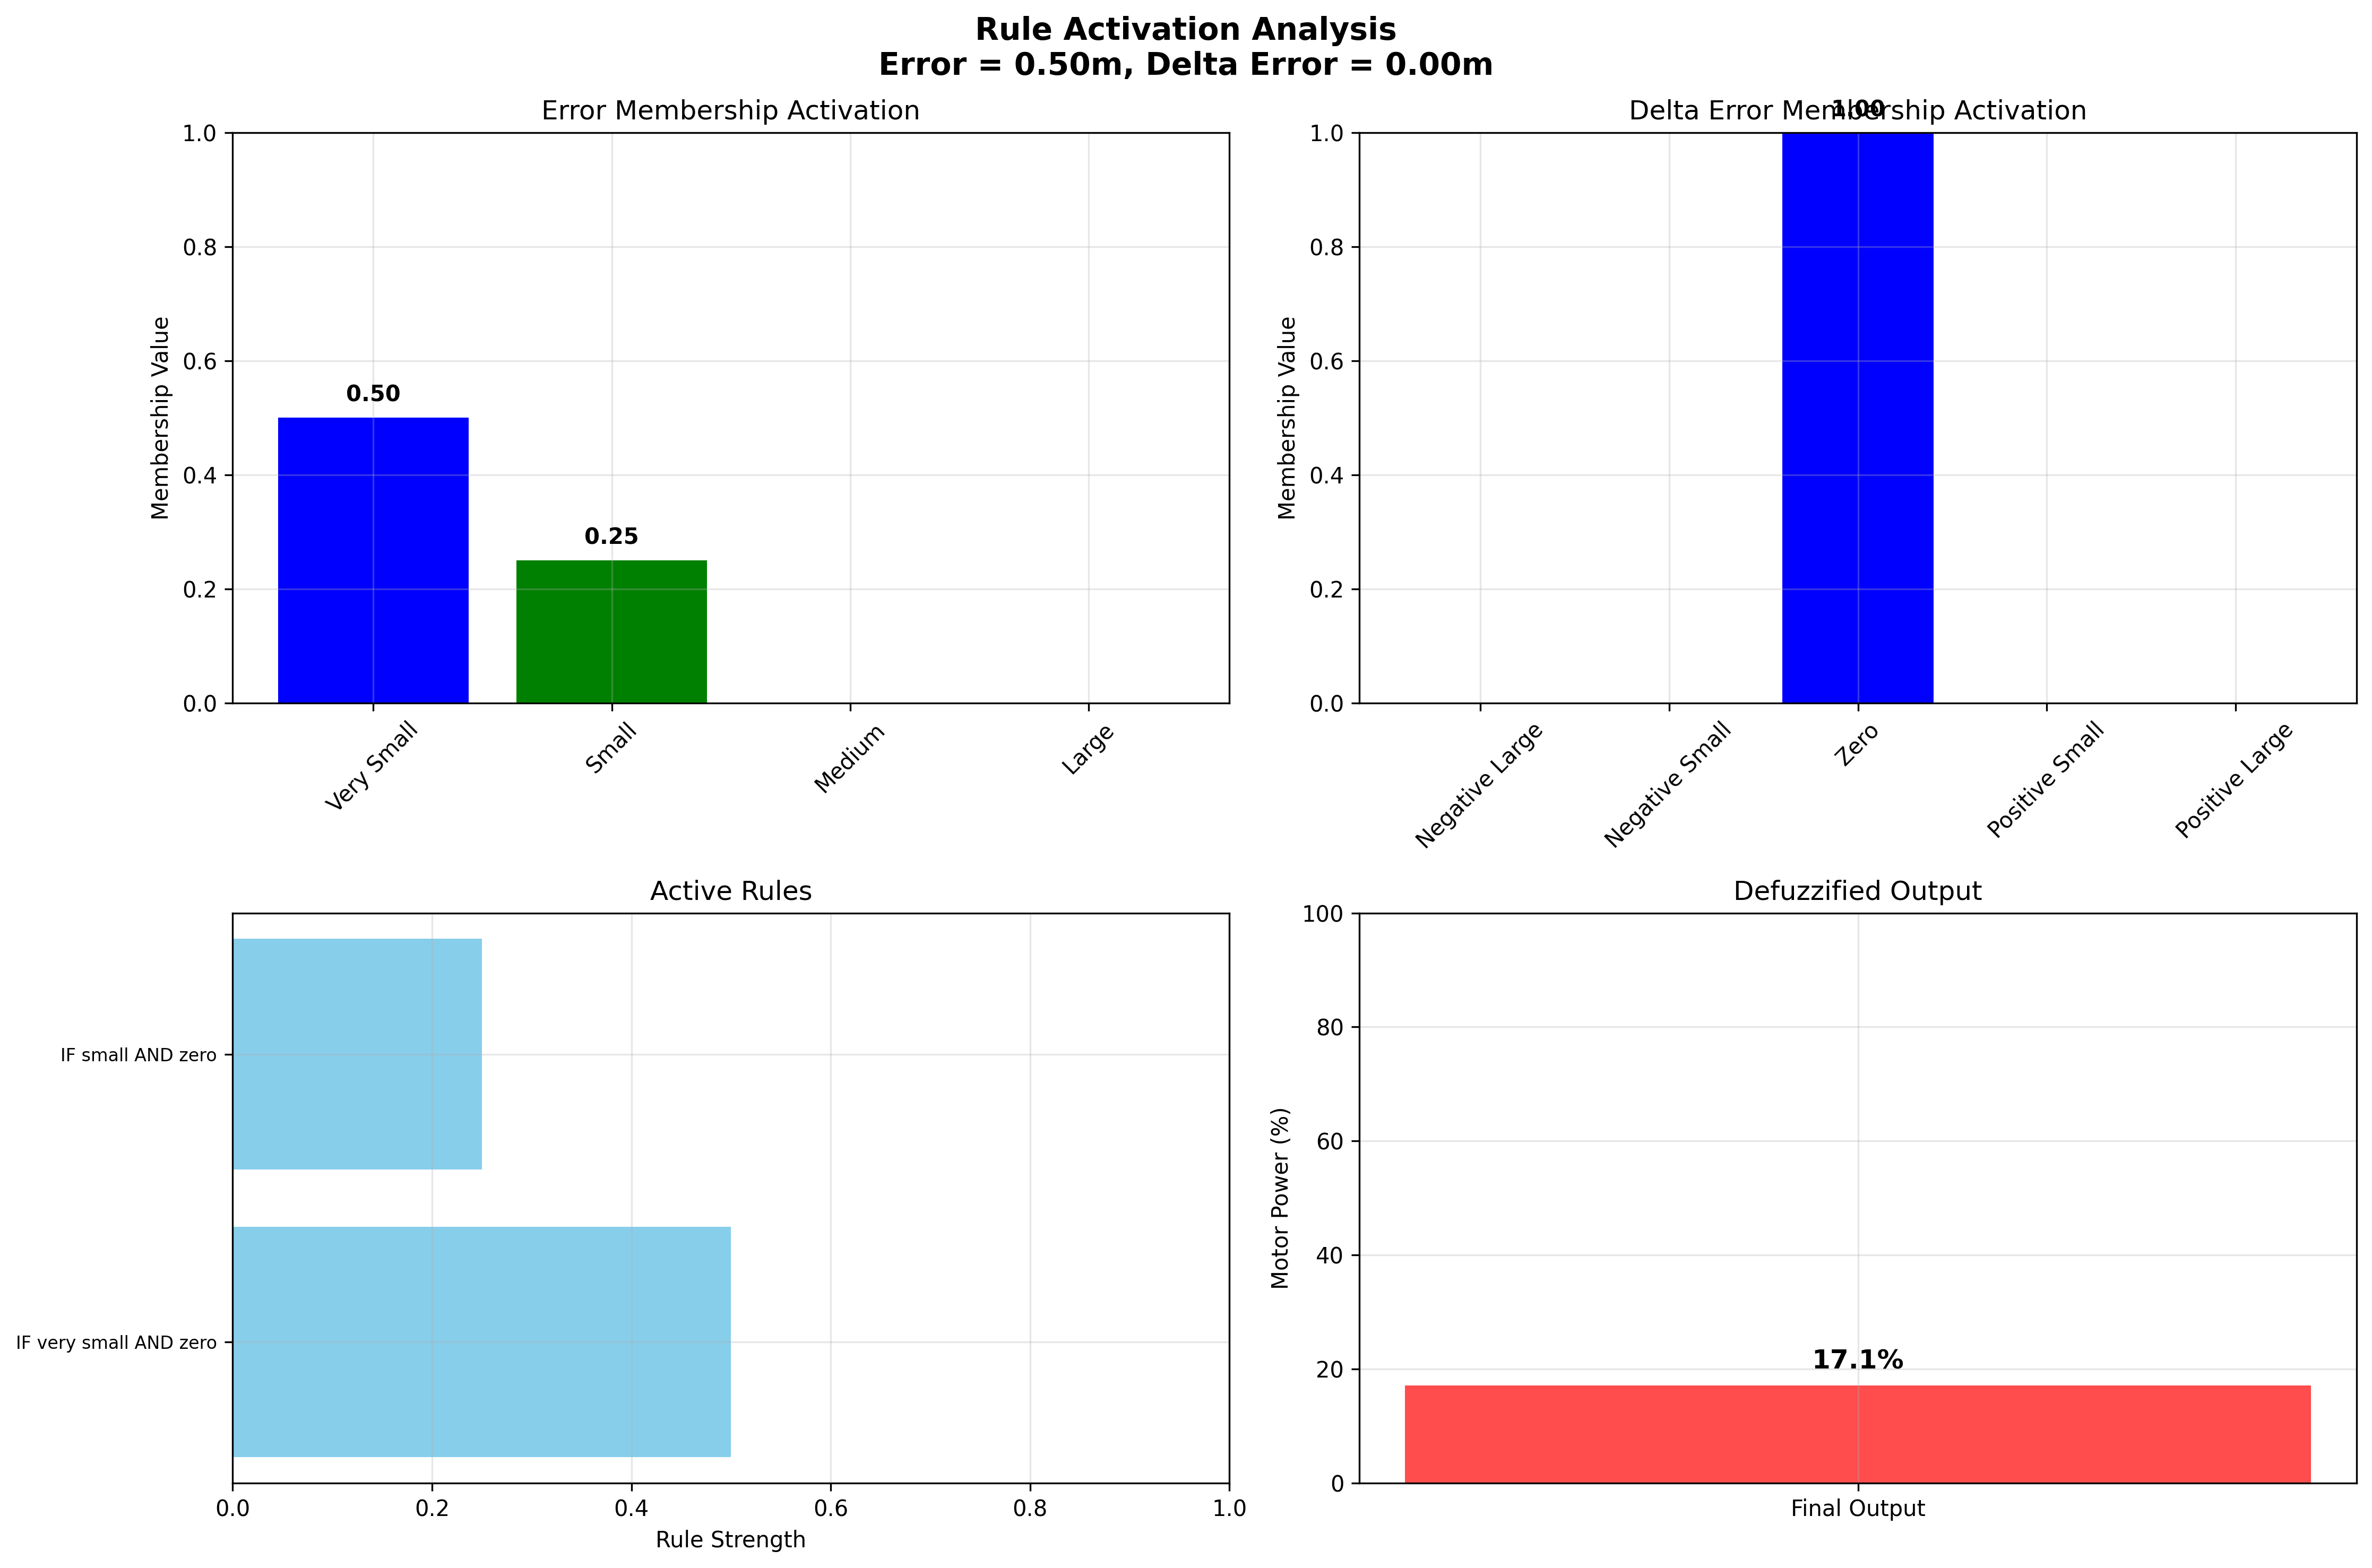 Rule Activation Analysis
Error = 0.50m, Delta Error = 0.00m
Error Membership Activation
1.0
0.8
0.6
0.4
0.2
0.0
Membership Value
0.50
0.25
Very Small
Small
Medium
Large
Delta Error Membership Activation
1.00
1.0
0.8
0.6
0.4
0.2
0.0
Membership Value
Negative Large
Negative Small
Zero
Positive Small
Positive Large
Active Rules
IF small AND zero
IF very small AND zero
0.0
0.2
0.4
0.6
0.8
1.0
Rule Strength
Defuzzified Output
100
80
60
40
20
0
Motor Power (%)
17.1%
Final Output